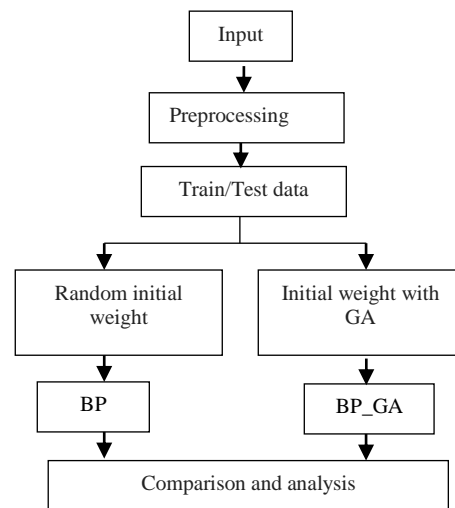 Input
Preprocessing
Train/Test data
Random initial
weight
Initial weight with
GA
BP
BP_GA
Comparison and analysis